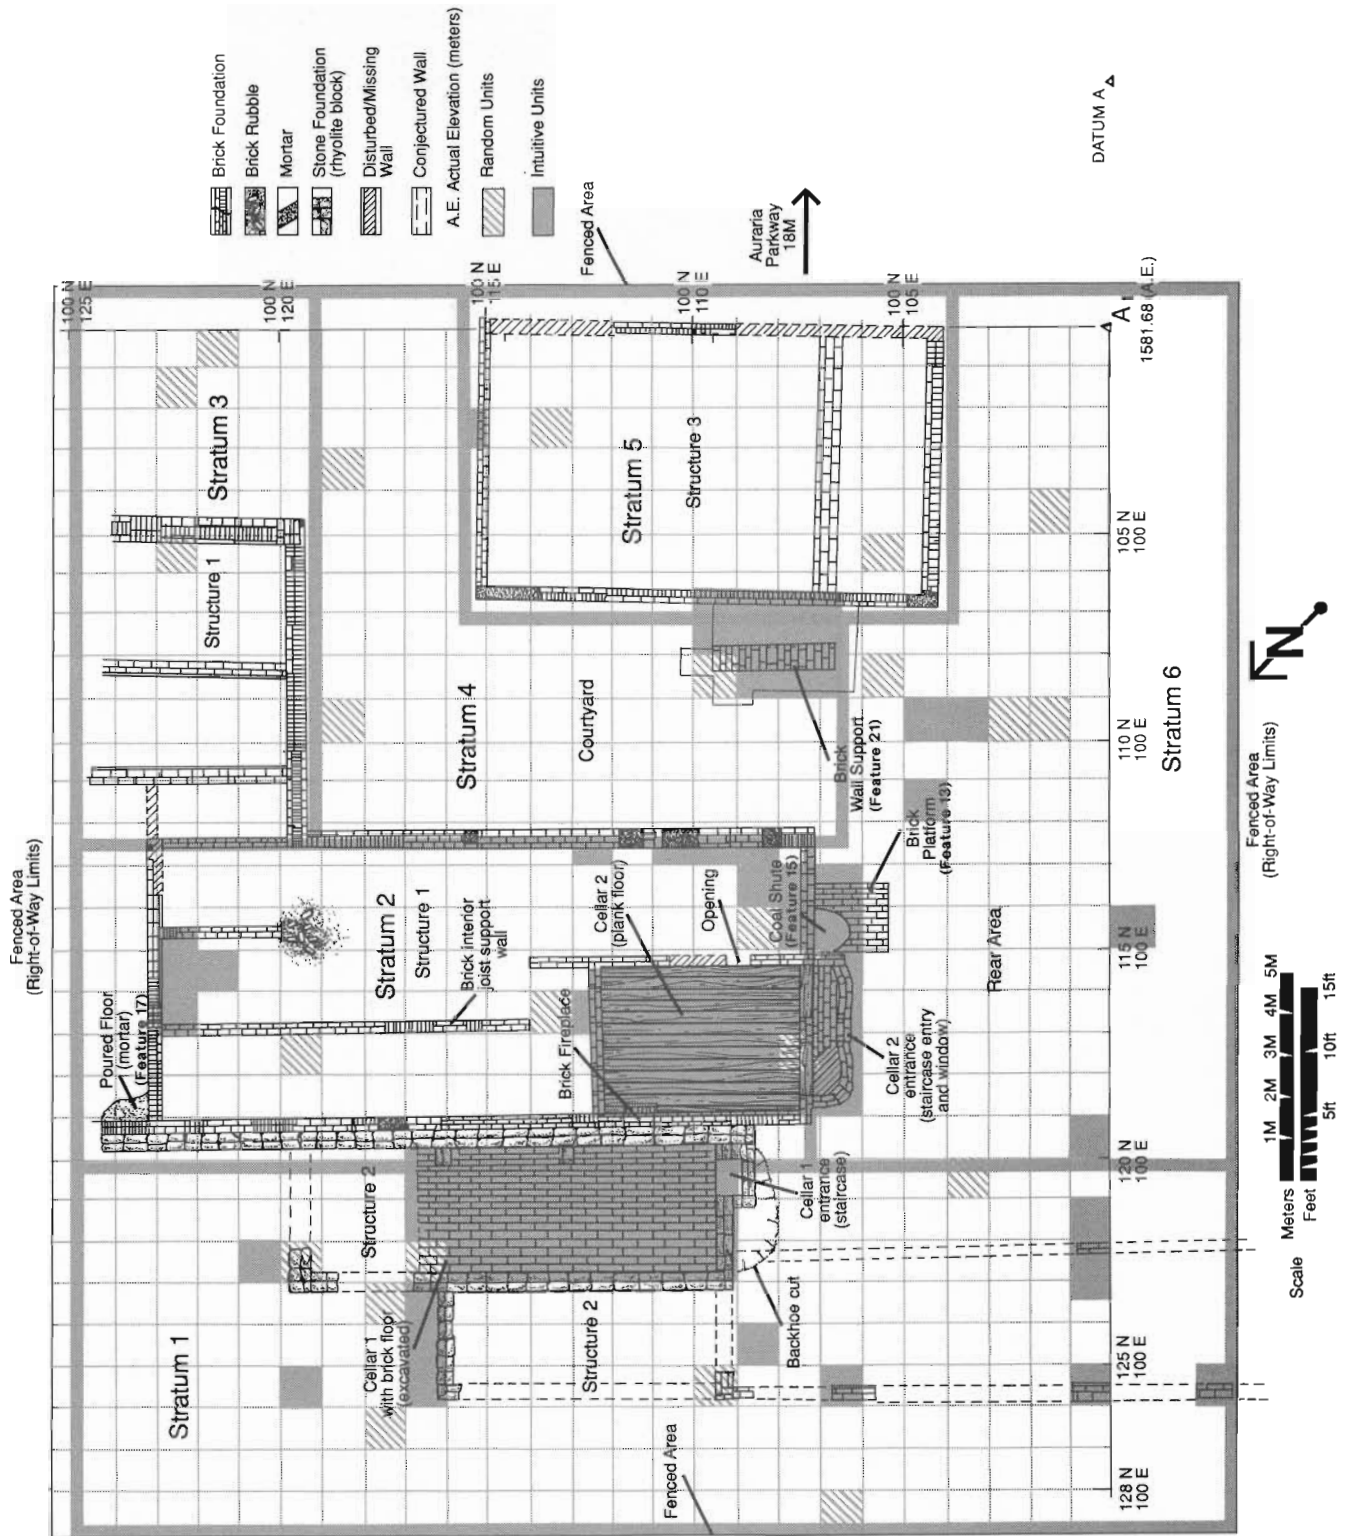 Brick Foundation
Brick Rubble
Mortar
Stone Foundation
(rhyolite block)
Disturbed/Missing
Wall
Conjectured Wall
A.E. Actual Elevation (meters)
Random Units
Intuitive Units
Fenced Area
(Right-of-Way Limits)
100 N
125 E
100 N
120 E
100 N
115 E
100 N
110 E
100 N
105 E
Fenced Area
Auraria
Parkway
18M
DATUM A
A
1581.68 (A.E.)
Stratum 3
Structure 1
Stratum 5
Structure 3
Stratum 4
Courtyard
Brick
Wall Support
(Feature 21)
Brick
Platform
(Feature 13)
Stratum 2
Structure 1
Brick interior
joist support
wall
Cellar 2
(plank floor)
Opening
Coal Shute
(Feature 15)
Poured Floor
(mortar)
(Feature 17)
Brick Fireplace
Cellar 2
entrance
(staircase entry
and window)
Rear Area
Structure 2
Cellar 1
entrance
(staircase)
Stratum 1
Cellar 1
with brick floor
(excavated)
Structure 2
Backhoe cut
Fenced Area
105 N
100 E
110 N
100 E
115 N
100 E
120 N
100 E
125 N
100 E
128 N
100 E
Stratum 6
N
Fenced Area
(Right-of-Way Limits)
1M 2M 3M 4M 5M
Meters
Feet
5ft 10ft 15ft
Scale